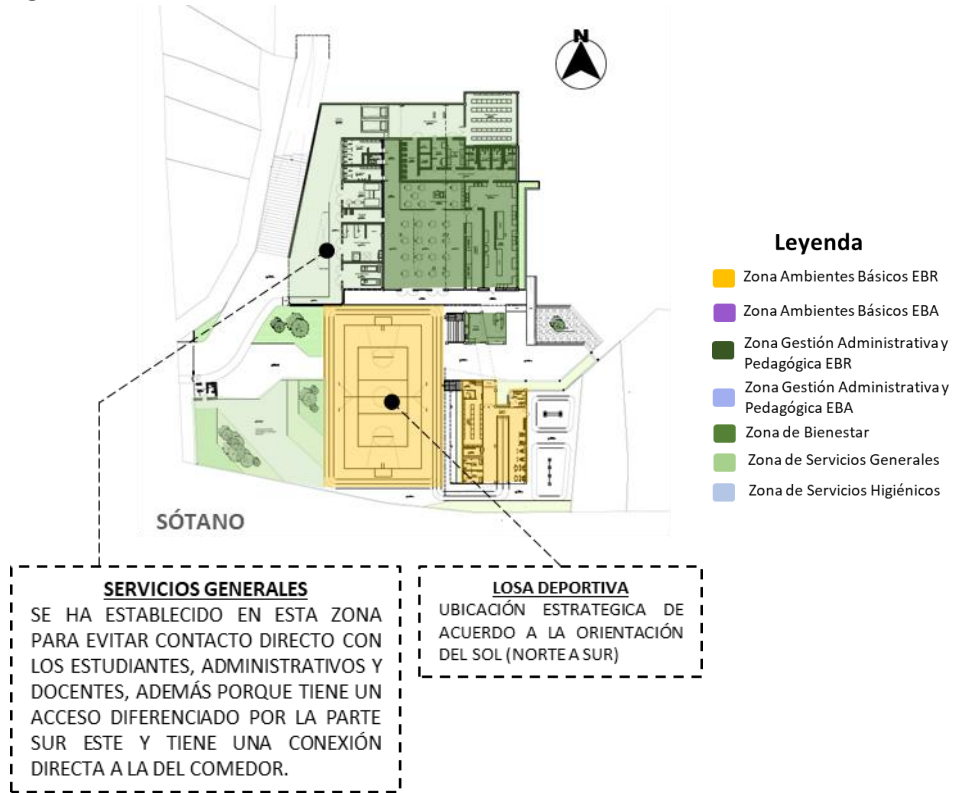 N
SÓTANO
Leyenda
Zona Ambientes Básicos EBR
Zona Ambientes Básicos EBA
Zona Gestión Administrativa y
Pedagógica EBR
Zona Gestión Administrativa y
Pedagógica EBA
Zona de Bienestar
Zona de Servicios Generales
Zona de Servicios Higiénicos
SERVICIOS GENERALES
SE HA ESTABLECIDO EN ESTA ZONA
PARA EVITAR CONTACTO DIRECTO CON
LOS ESTUDIANTES, ADMINISTRATIVOS Y
DOCENTES, ADEMÁS PORQUE TIENE UN
ACCESO DIFERENCIADO POR LA PARTE
SUR ESTE Y TIENE UNA CONEXIÓN
DIRECTA A LA DEL COMEDOR.
LOSA DEPORTIVA
UBICACIÓN ESTRATEGICA DE
ACUERDO A LA ORIENTACIÓN
DEL SOL (NORTE A SUR)